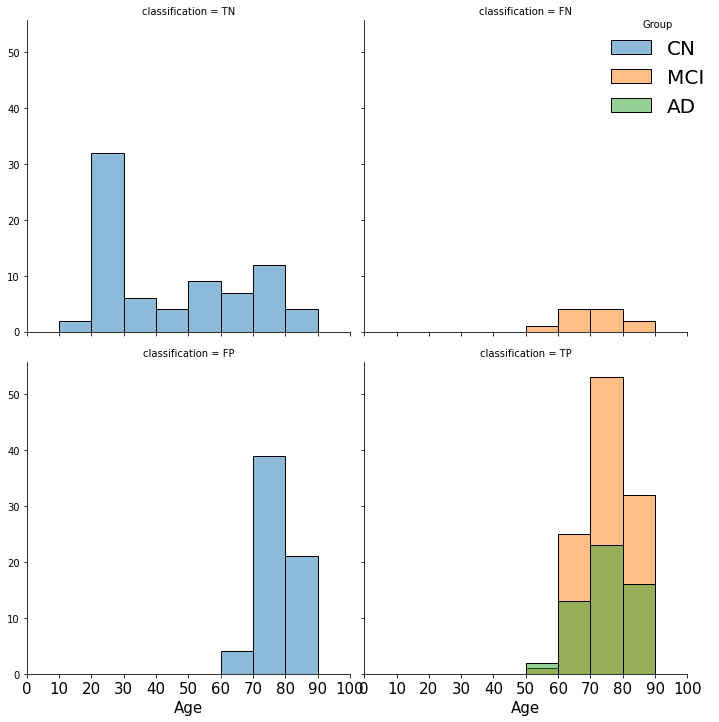 classification = TN
classification = FN
Group
CN
MCI
AD
50
40
30
20
10
0
classification = FP
classification = TP
50
40
30
20
10
0
0 10 20 30 40 50 60 70 80 90 100
0 10 20 30 40 50 60 70 80 90 100
Age
Age